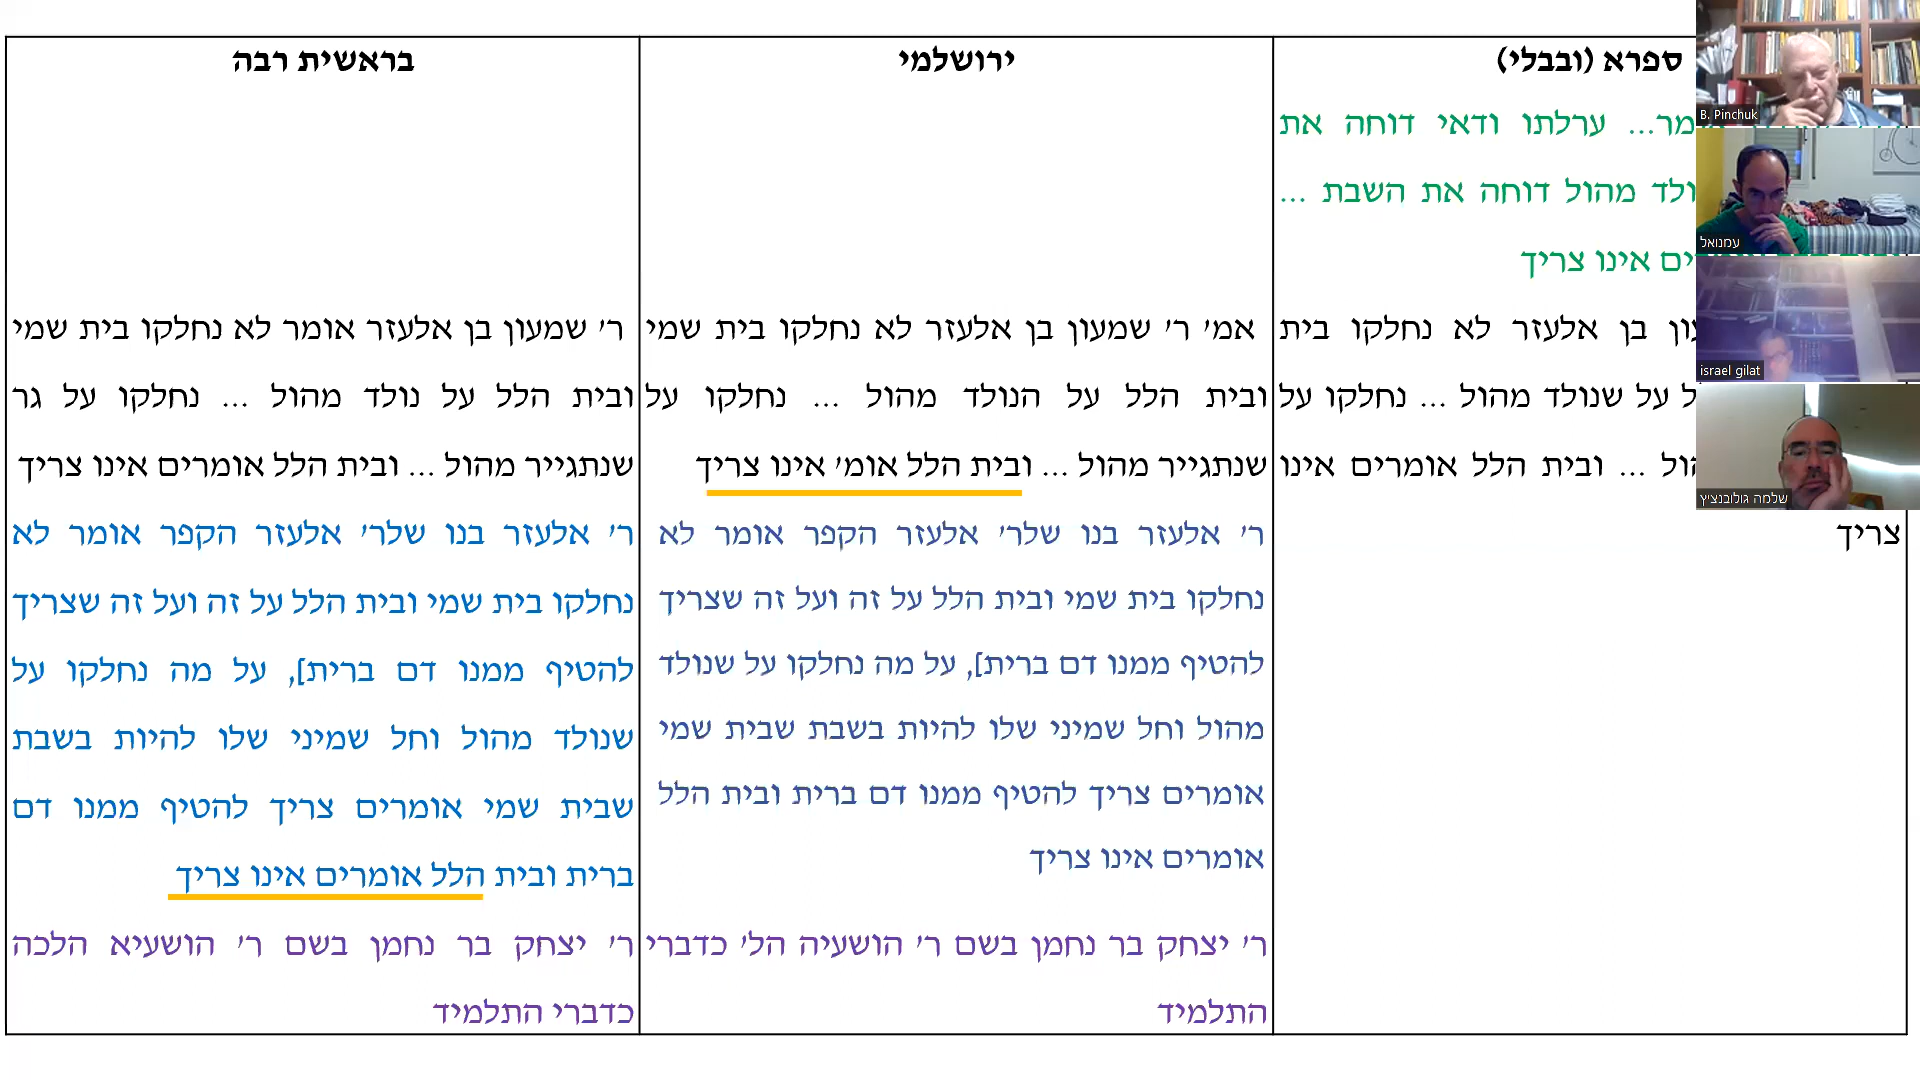 ספרא (ובבלי)
ערלתו ודאי דוחה את
מהול דוחה את השבת ...
אינו צריך
בן אלעזר לא נחלקו בית
על שנולד מהול ... נחלקו על
... ובית הלל אומרים אינו
צריך
ירושלמי
אמ' ר' שמעון בן אלעזר לא נחלקו בית שמי
ובית הלל על הנולד מהול ... נחלקו על
שנתגייר מהול ... ובית הלל אומ' אינו צריך
ר' אלעזר בנו שלר' אלעזר הקפר אומר לא
נחלקו בית שמי ובית הלל על זה ועל זה שצריך
להטיף ממנו דם ברית], על מה נחלקו על שנולד
מהול וחל שמיני שלו להיות בשבת שבית שמי
אומרים צריך להטיף ממנו דם ברית ובית הלל
אומרים אינו צריך
ר' יצחק בר נחמן בשם ר' הושעיה הל' כדברי
התלמיד
בראשית רבה
ר' שמעון בן אלעזר אומר לא נחלקו בית שמי
ובית הלל על נולד מהול ... נחלקו על גר
שנתגייר מהול ... ובית הלל אומרים אינו צריך
ר' אלעזר בנו שלר' אלעזר הקפר אומר לא
נחלקו בית שמי ובית הלל על זה ועל זה שצריך
להטיף ממנו דם ברית], על מה נחלקו על
שנולד מהול וחל שמיני שלו להיות בשבת
שבית שמי אומרים צריך להטיף ממנו דם
ברית ובית הלל אומרים אינו צריך
ר' יצחק בר נחמן בשם ר' הושעיא הלכה
כדברי התלמיד
B. Pinchuk
עמנואל
israel gilat
שלמה גולובנציץ